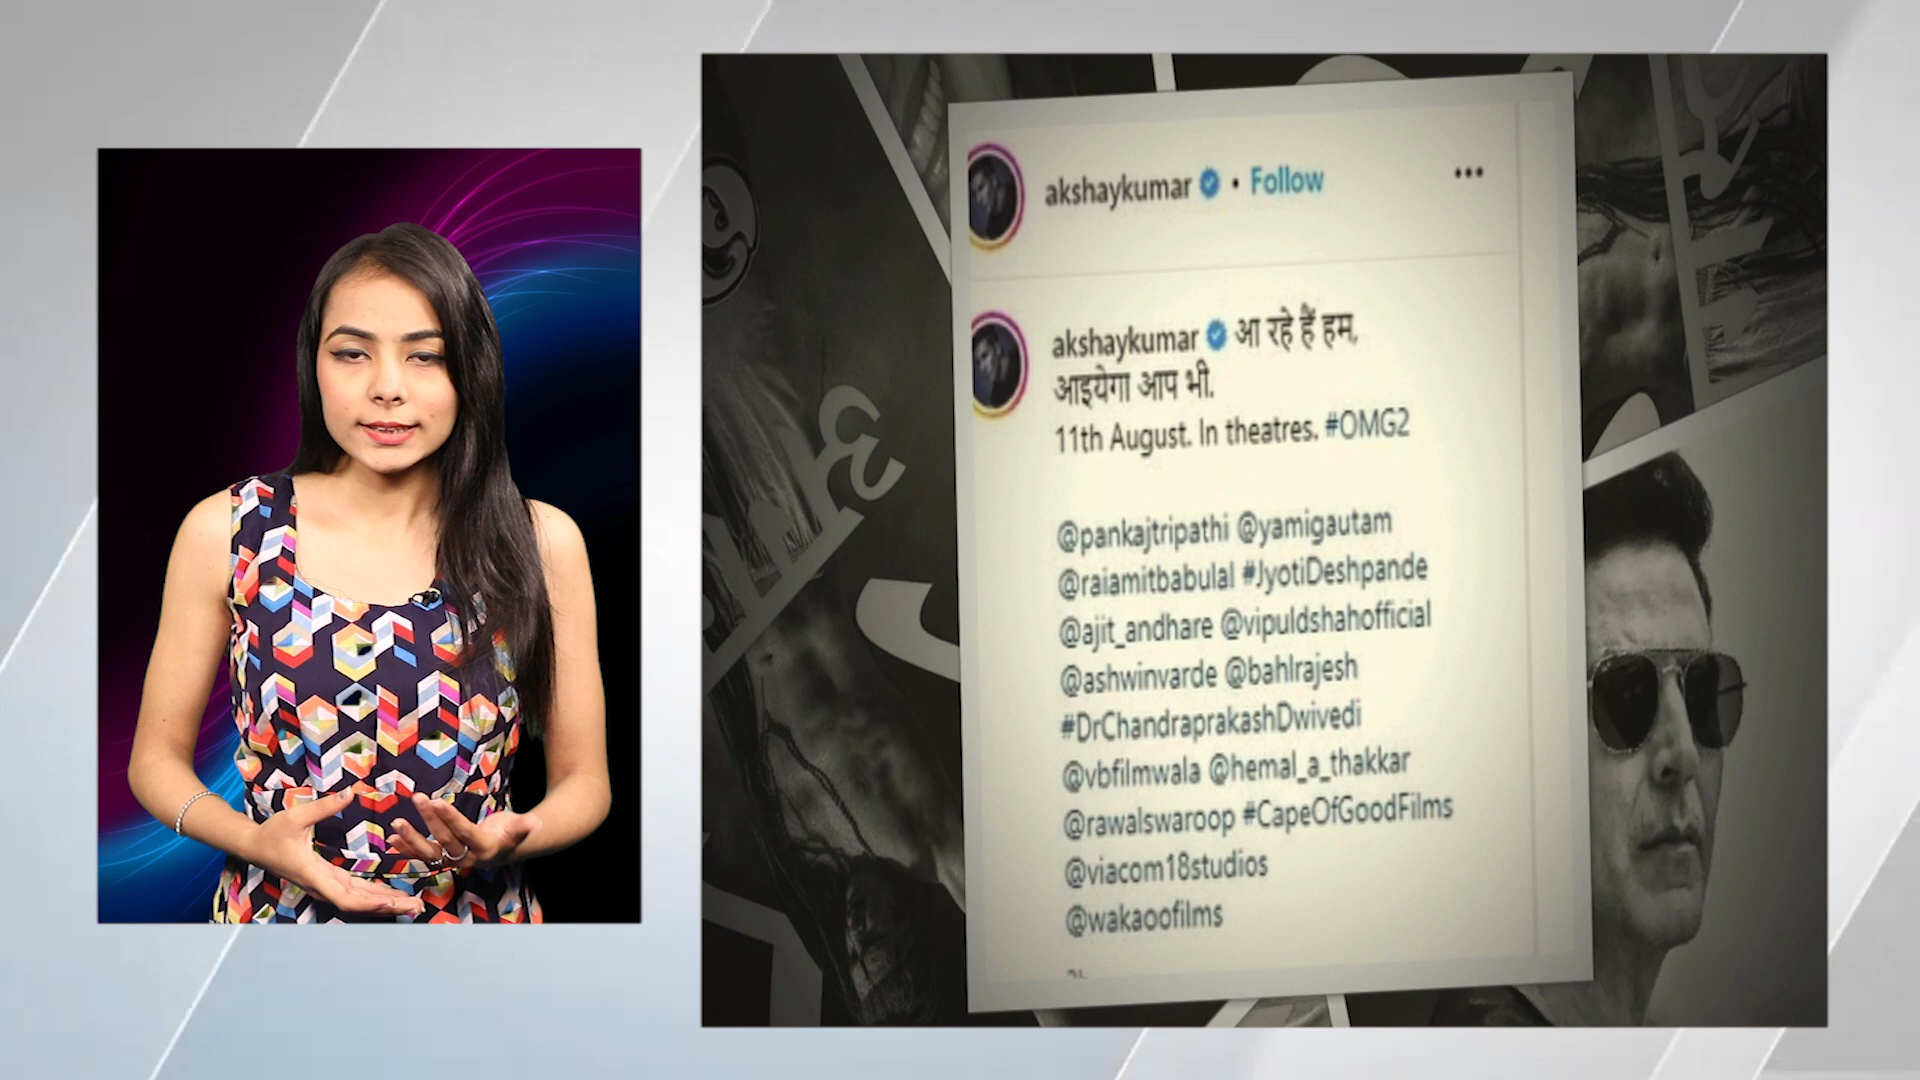 akshaykumar • Follow
akshaykumar आ रहे हैं हम,
आइयेगा आप भी.
11th August. In theatres. #OMG2
@pankajtripathi @yamigautam
@raiamitbabulal #JyotiDeshpande
@ajit_andhare @vipuldshahofficial
@ashwinvarde @bahlrajesh
#DrChandraprakashDwivedi
@vbfilmwala @hemal_a_thakkar
@rawalswaroop #CapeOfGoodFilms
@viacom18studios
@wakaoofilms